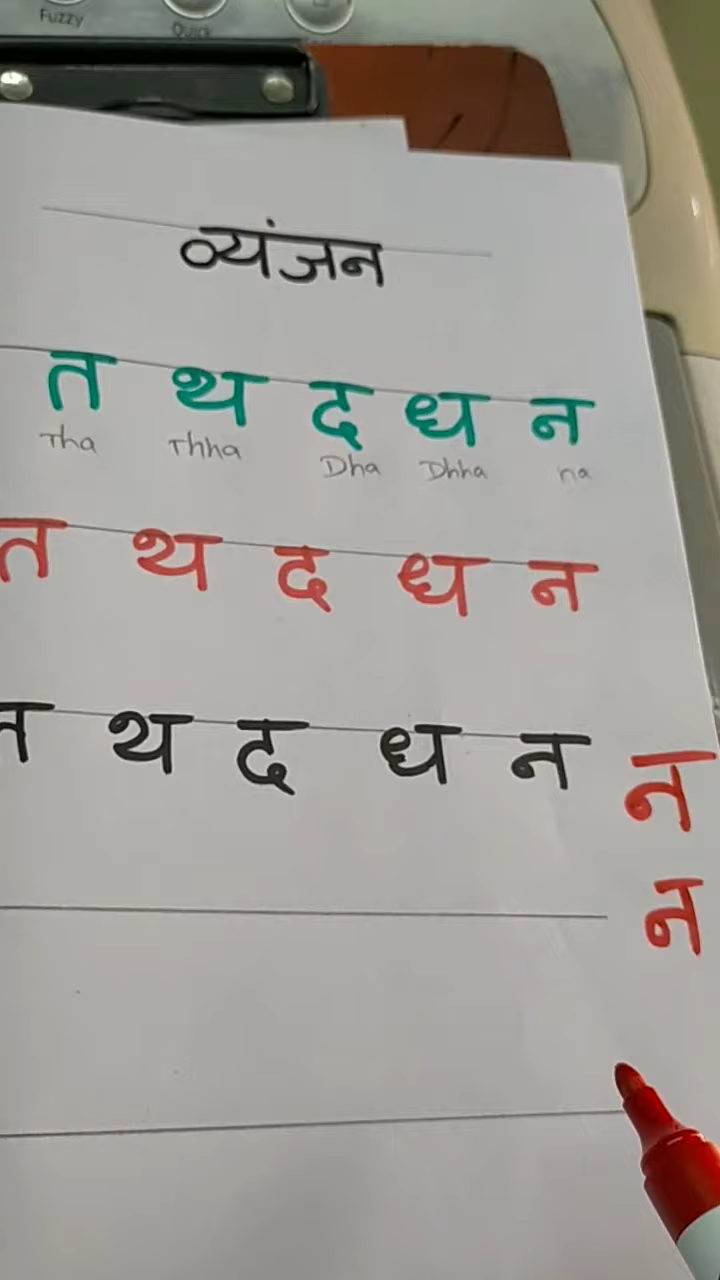 Fuzzy Quick
व्यंजन
त थ द ध न
Tha Thha Dha Dhha na
त थ द ध न
त थ द ध न
न
न